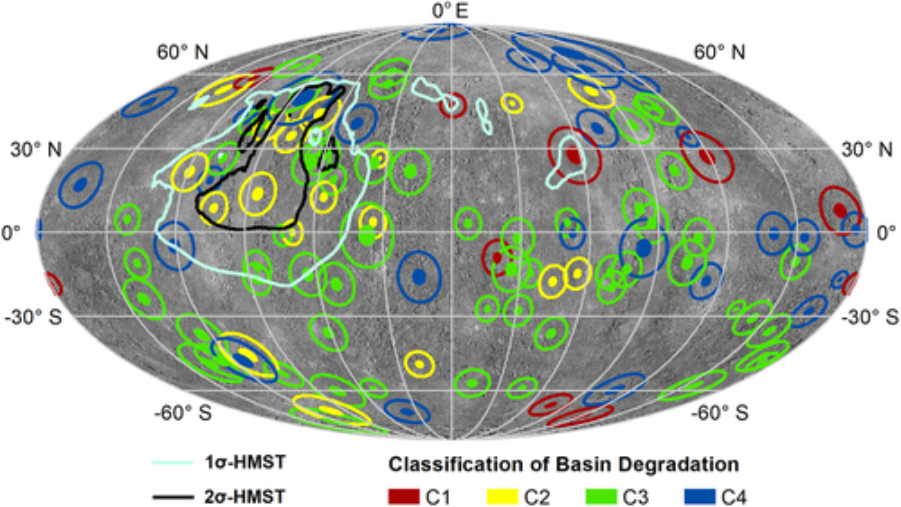 0° E
60° N 60° N
30° N 30° N
0° 0°
-30° S -30° S
-60° S -60° S
1σ-HMST
2σ-HMST
Classification of Basin Degradation
C1 C2 C3 C4